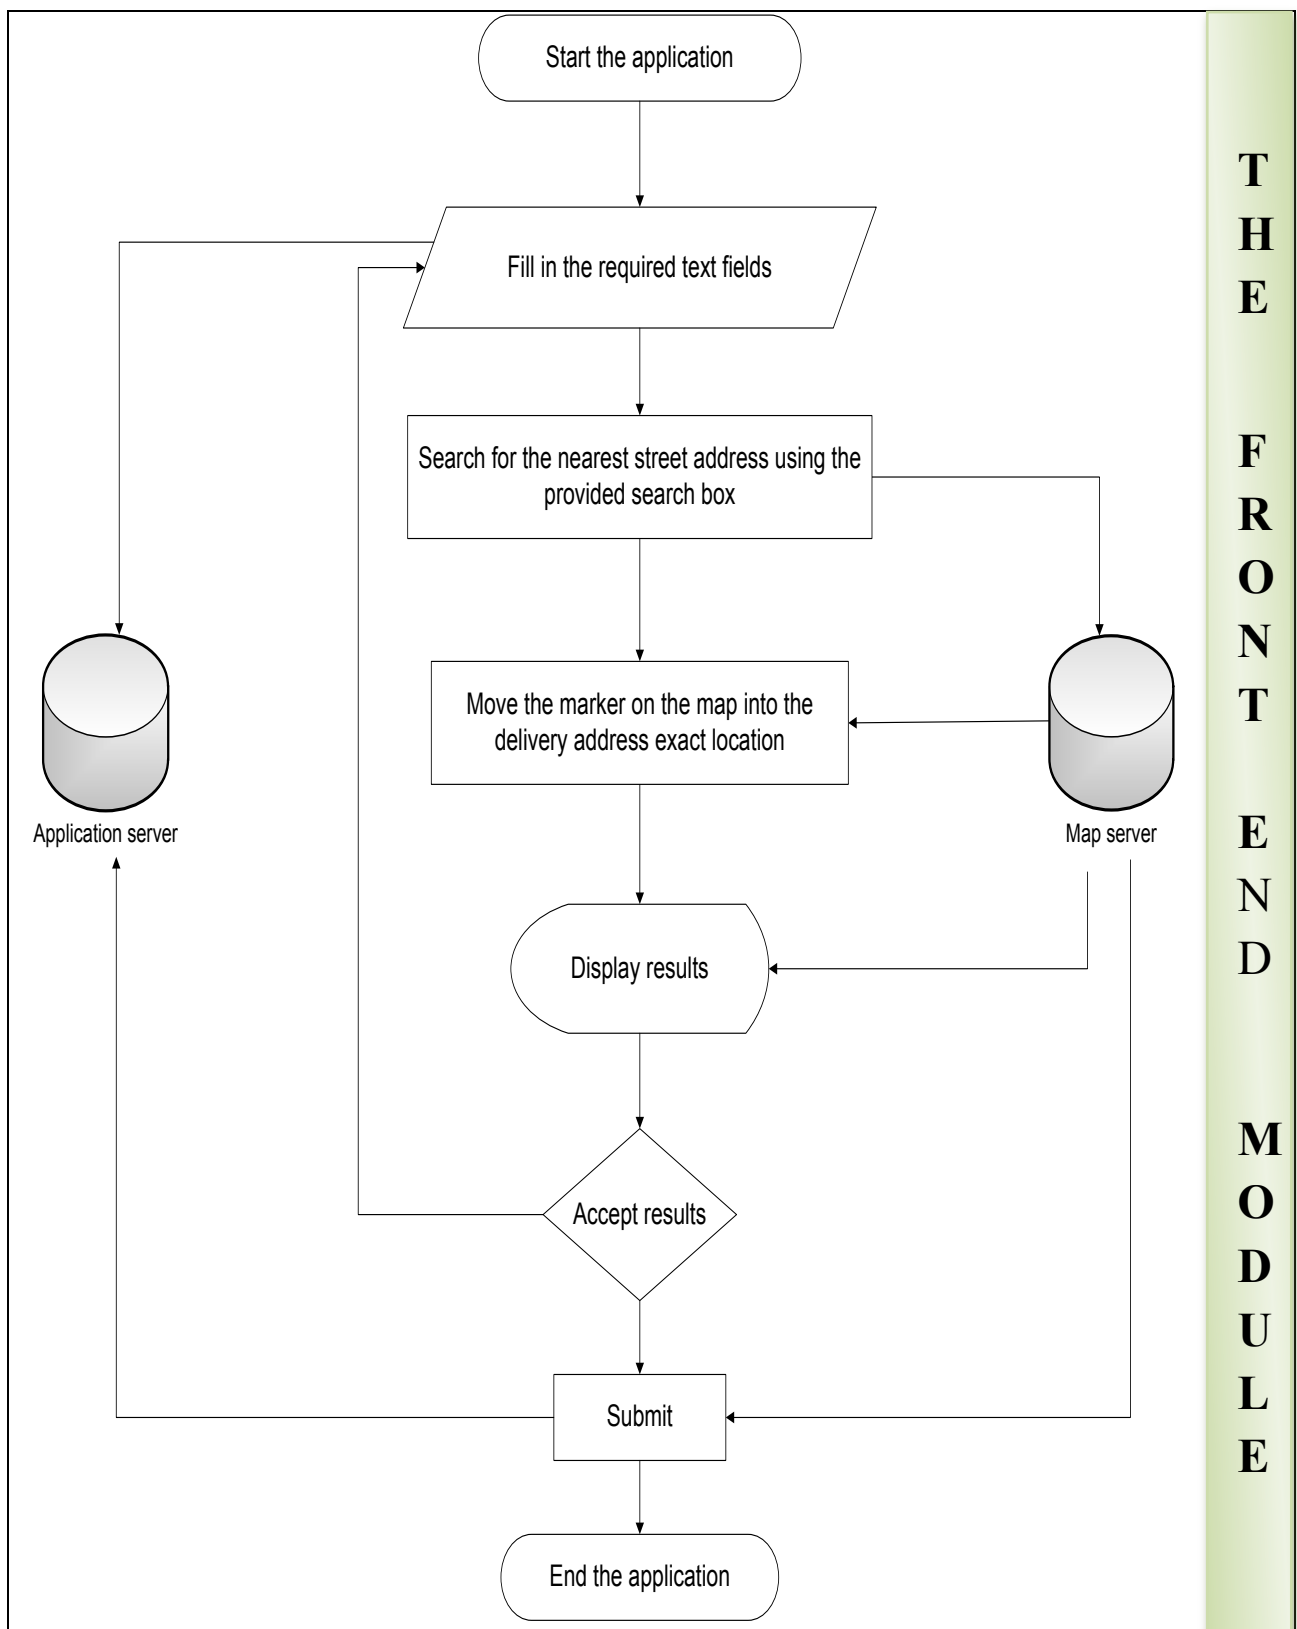 Start the application
Fill in the required text fields
Search for the nearest street address using the
provided search box
Move the marker on the map into the
delivery address exact location
Application server
Map server
Display results
Accept results
Submit
End the application
T
H
E
F
R
O
N
T
E
N
D
M
O
D
U
L
E